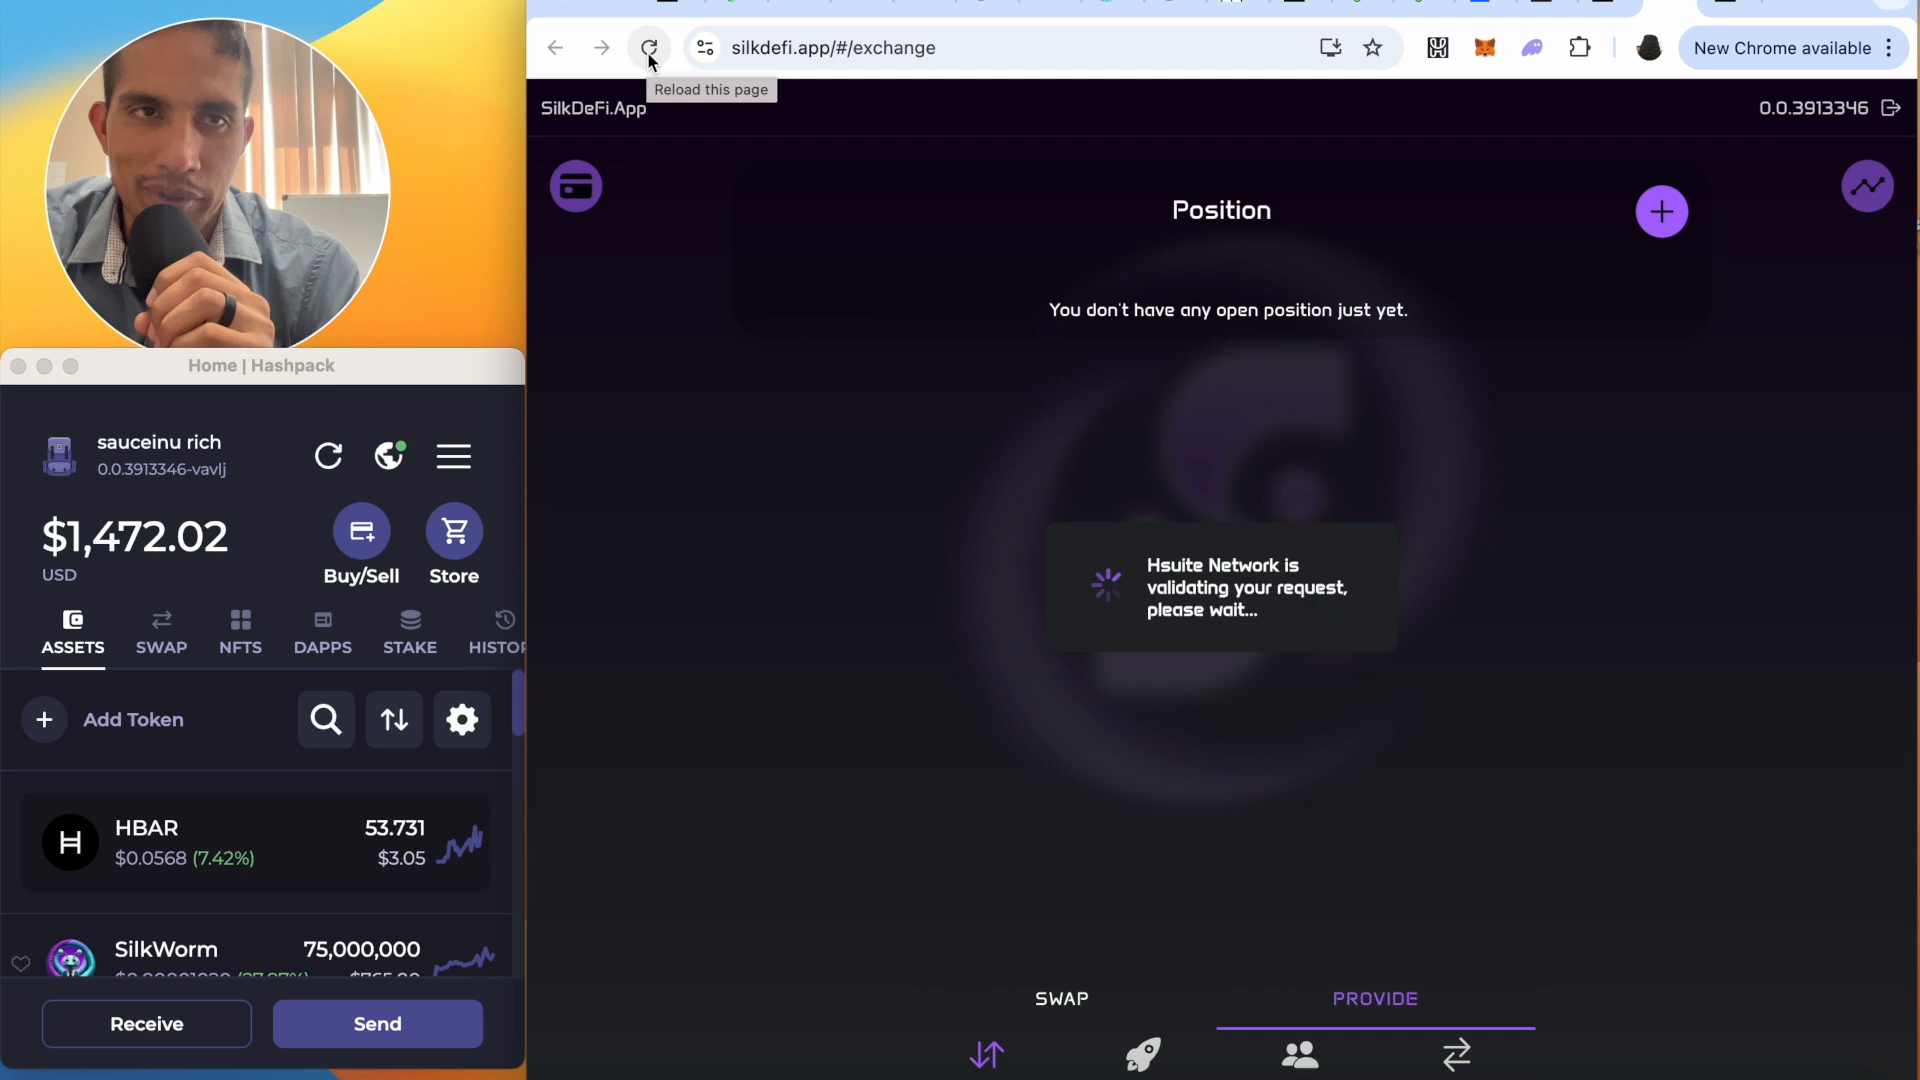 silkdefi.app/#/exchange
New Chrome available
Reload this page
SilkDeFi.App
0.0.3913346
Position
You don't have any open position just yet.
Home | Hashpack
sauceinu rich
0.0.3913346-vavlj
$1,472.02
USD
Buy/Sell
Store
ASSETS
SWAP
NFTS
DAPPS
STAKE
HISTOR
Hsuite Network is
validating your request,
please wait...
Add Token
HBAR
53.731
$0.0568 (7.42%)
$3.05
SilkWorm
75,000,000
Receive
Send
SWAP
PROVIDE